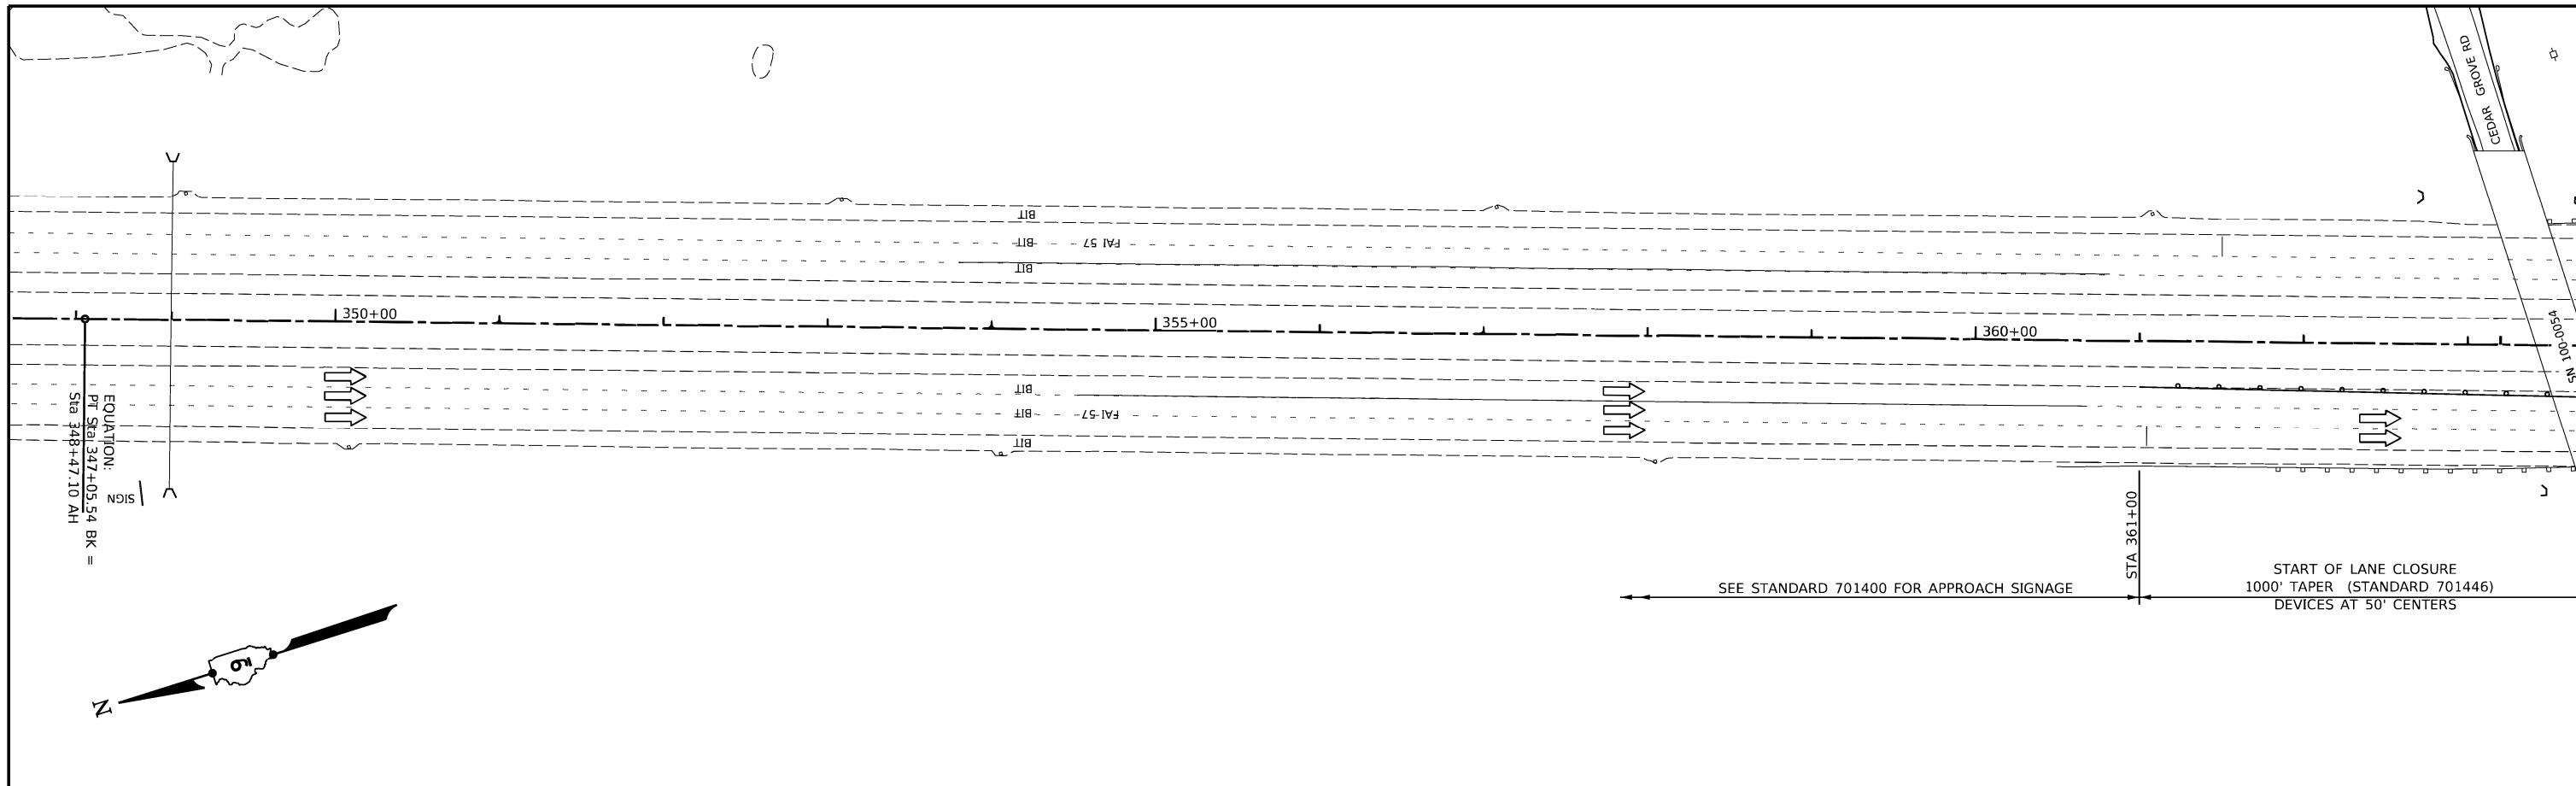 CEDAR GROVE RD
BIT
BIT
FAI 57
BIT
350+00
355+00
360+00
SN 100-0054
BIT
BIT
FAI-57
BIT
EQUATION:
PT Sta 347+05.54 BK =
Sta 348+47.10 AH
SIGN
STA 361+00
SEE STANDARD 701400 FOR APPROACH SIGNAGE
START OF LANE CLOSURE
1000' TAPER (STANDARD 701446)
DEVICES AT 50' CENTERS
N